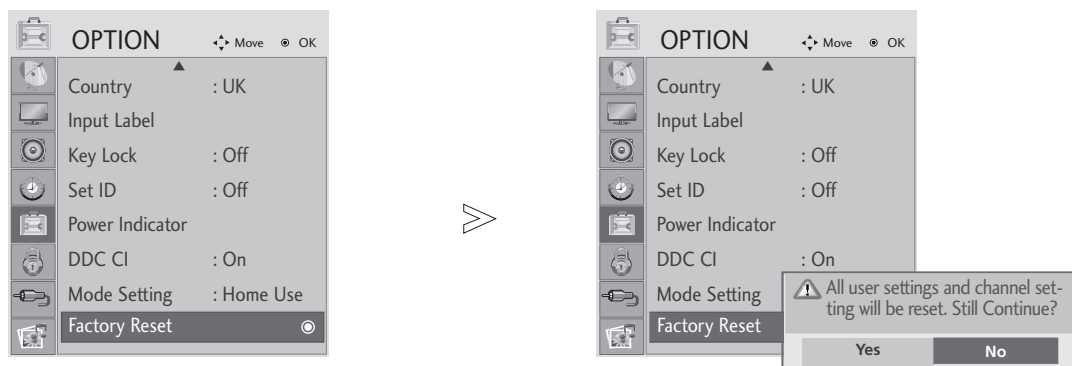 OPTION Move OK
Country : UK
Input Label
Key Lock : Off
Set ID : Off
Power Indicator
DDC CI : On
Mode Setting : Home Use
Factory Reset
OPTION Move OK
Country : UK
Input Label
Key Lock : Off
Set ID : Off
Power Indicator
DDC CI : On
Mode Setting
Factory Reset
All user settings and channel set-
ting will be reset. Still Continue?
Yes No